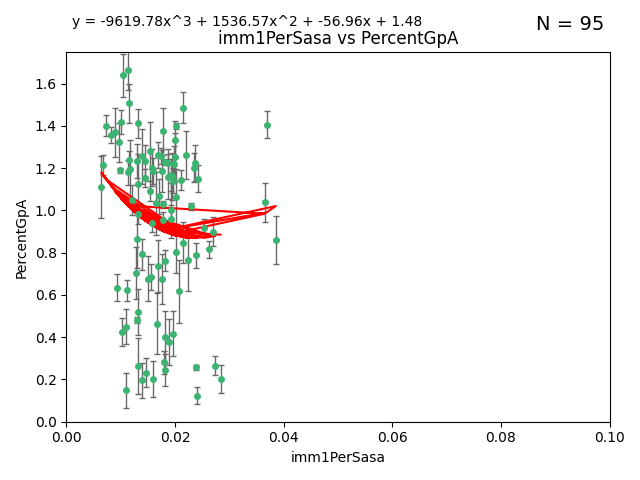 y = -9619.78x^3 + 1536.57x^2 + -56.96x + 1.48
N = 95
imm1PerSasa vs PercentGpA
PercentGpA
1.6
1.4
1.2
1.0
0.8
0.6
0.4
0.2
0.0
0.00 0.02 0.04 0.06 0.08 0.10
imm1PerSasa